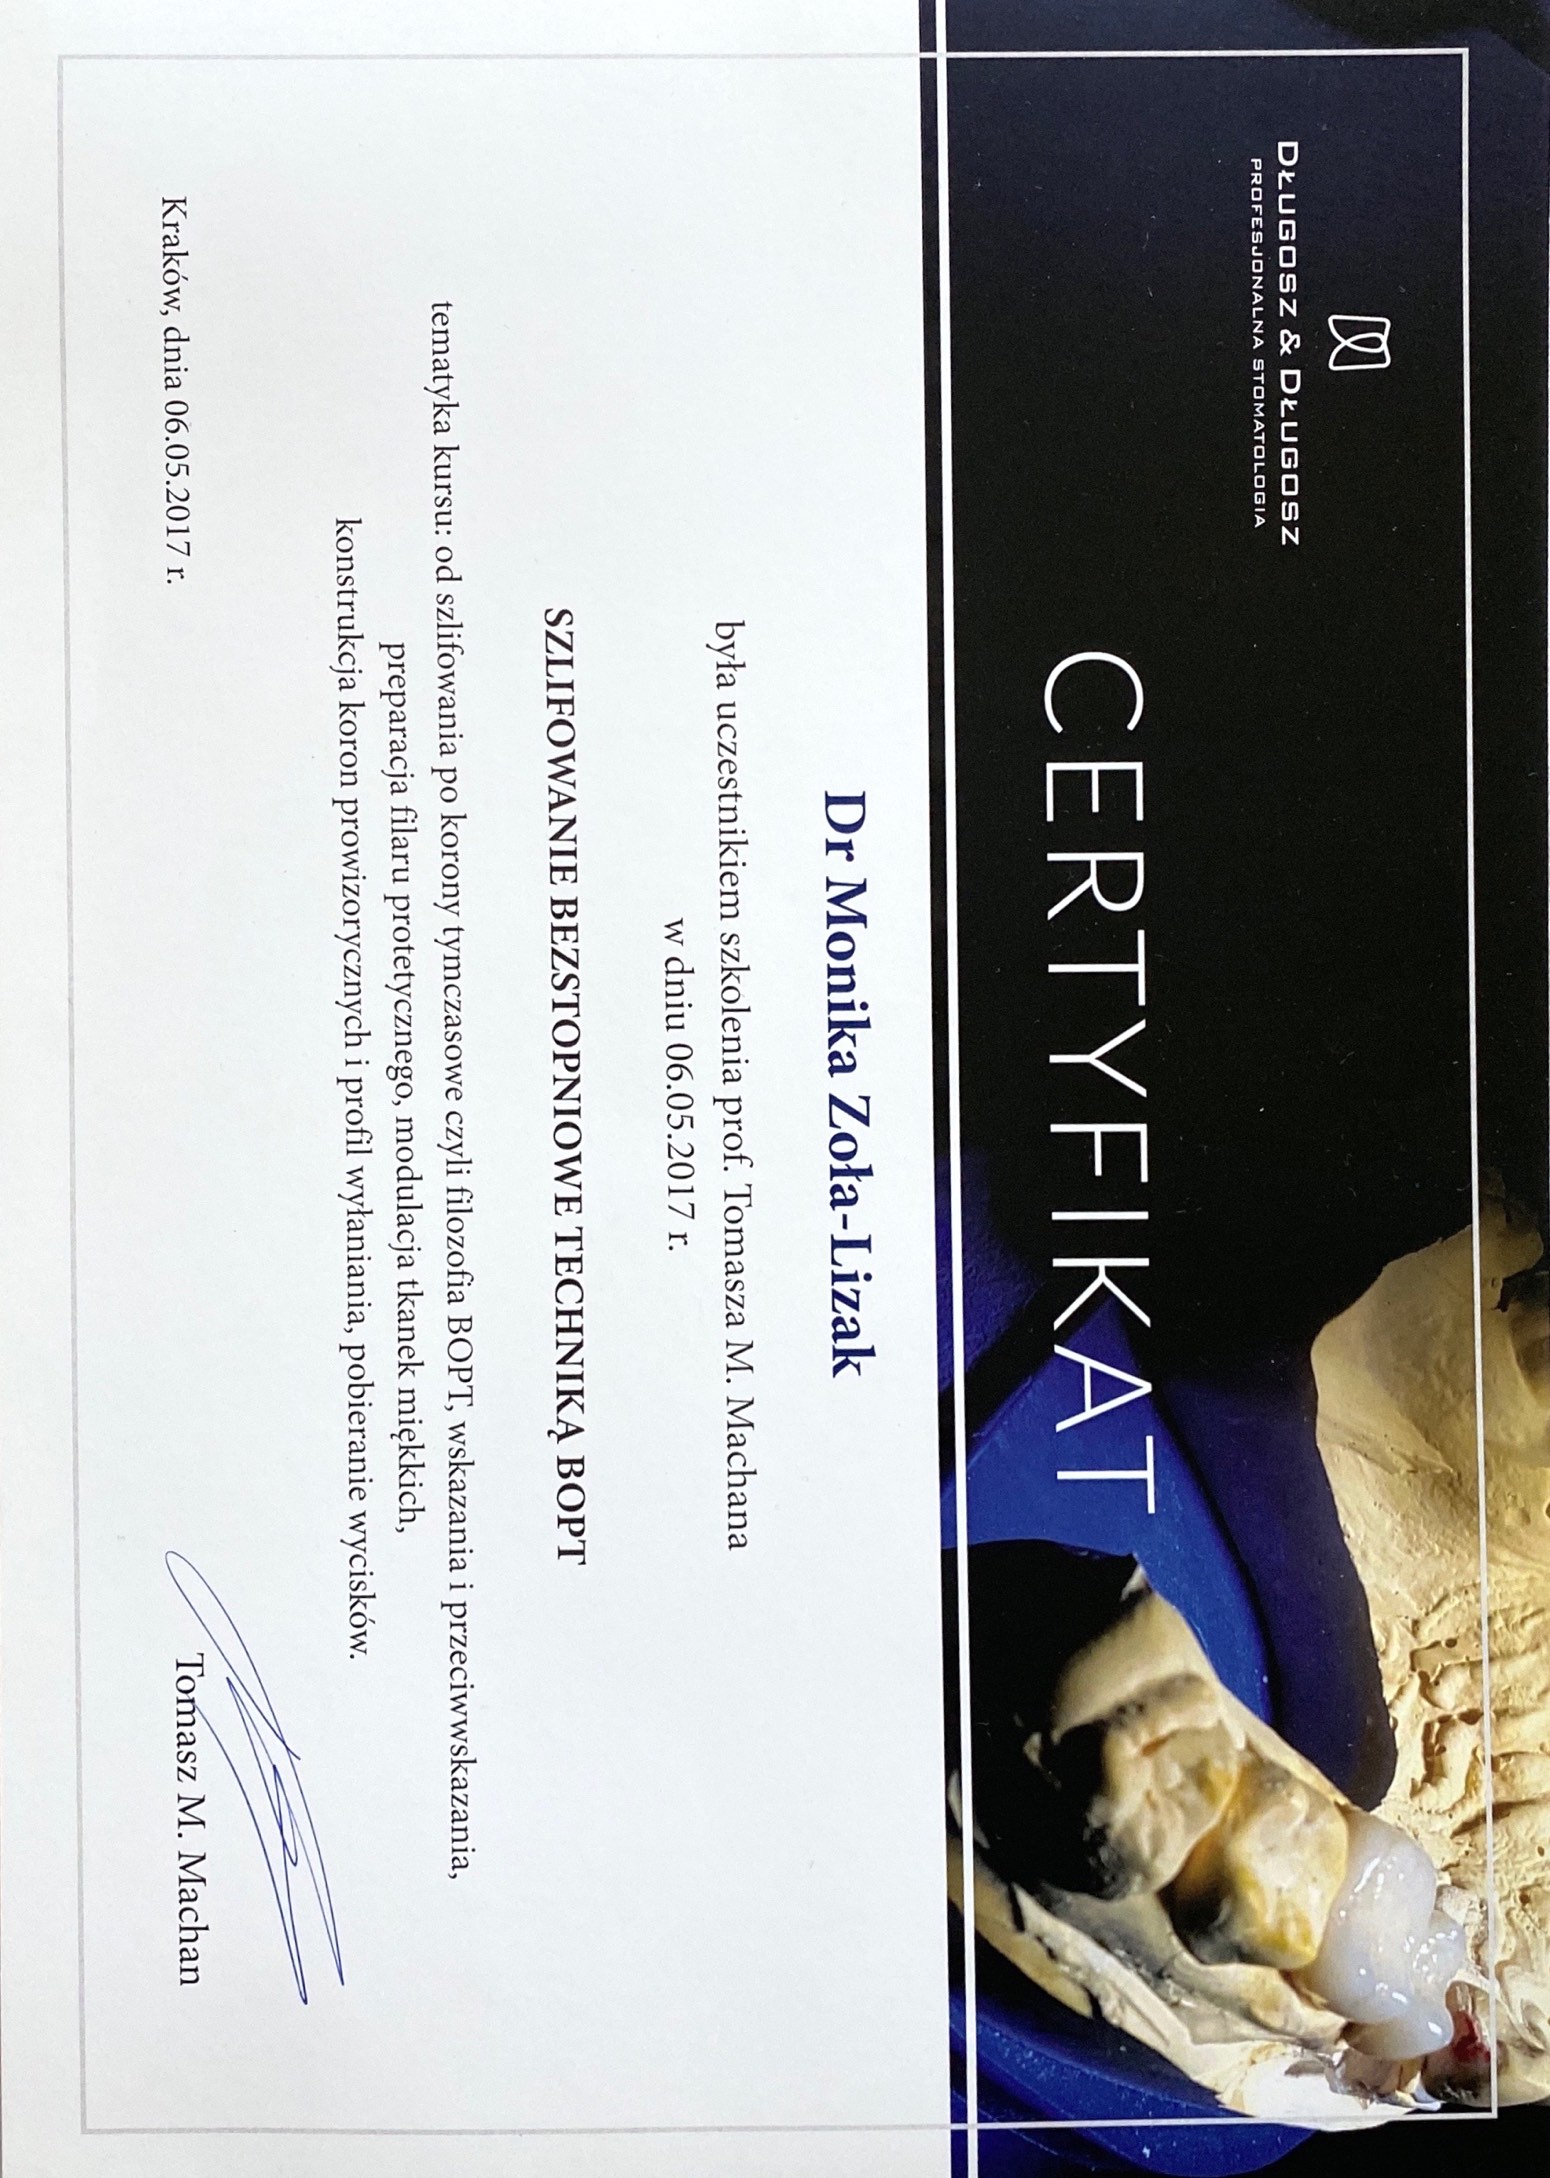 DŁUGOSZ & DŁUGOSZ
PROFESJONALNA STOMATOLOGIA
CERTYFIKAT
Dr Monika Zoła-Lizak
była uczestnikiem szkolenia prof. Tomasza M. Machana
w dniu 06.05.2017 r.
SZLIFOWANIE BEZSTOPNIOWE TECHNIKĄ BOPT
tematyka kursu: od szlifowania po korony tymczasowe czyli filozofia BOPT, wskazania i przeciwwskazania,
preparacja filaru protetycznego, modulacja tkanek miękkich,
konstrukcja koron prowizorycznych i profil wyłaniania, pobieranie wycisków.
Kraków, dnia 06.05.2017 r.
Tomasz M. Machan